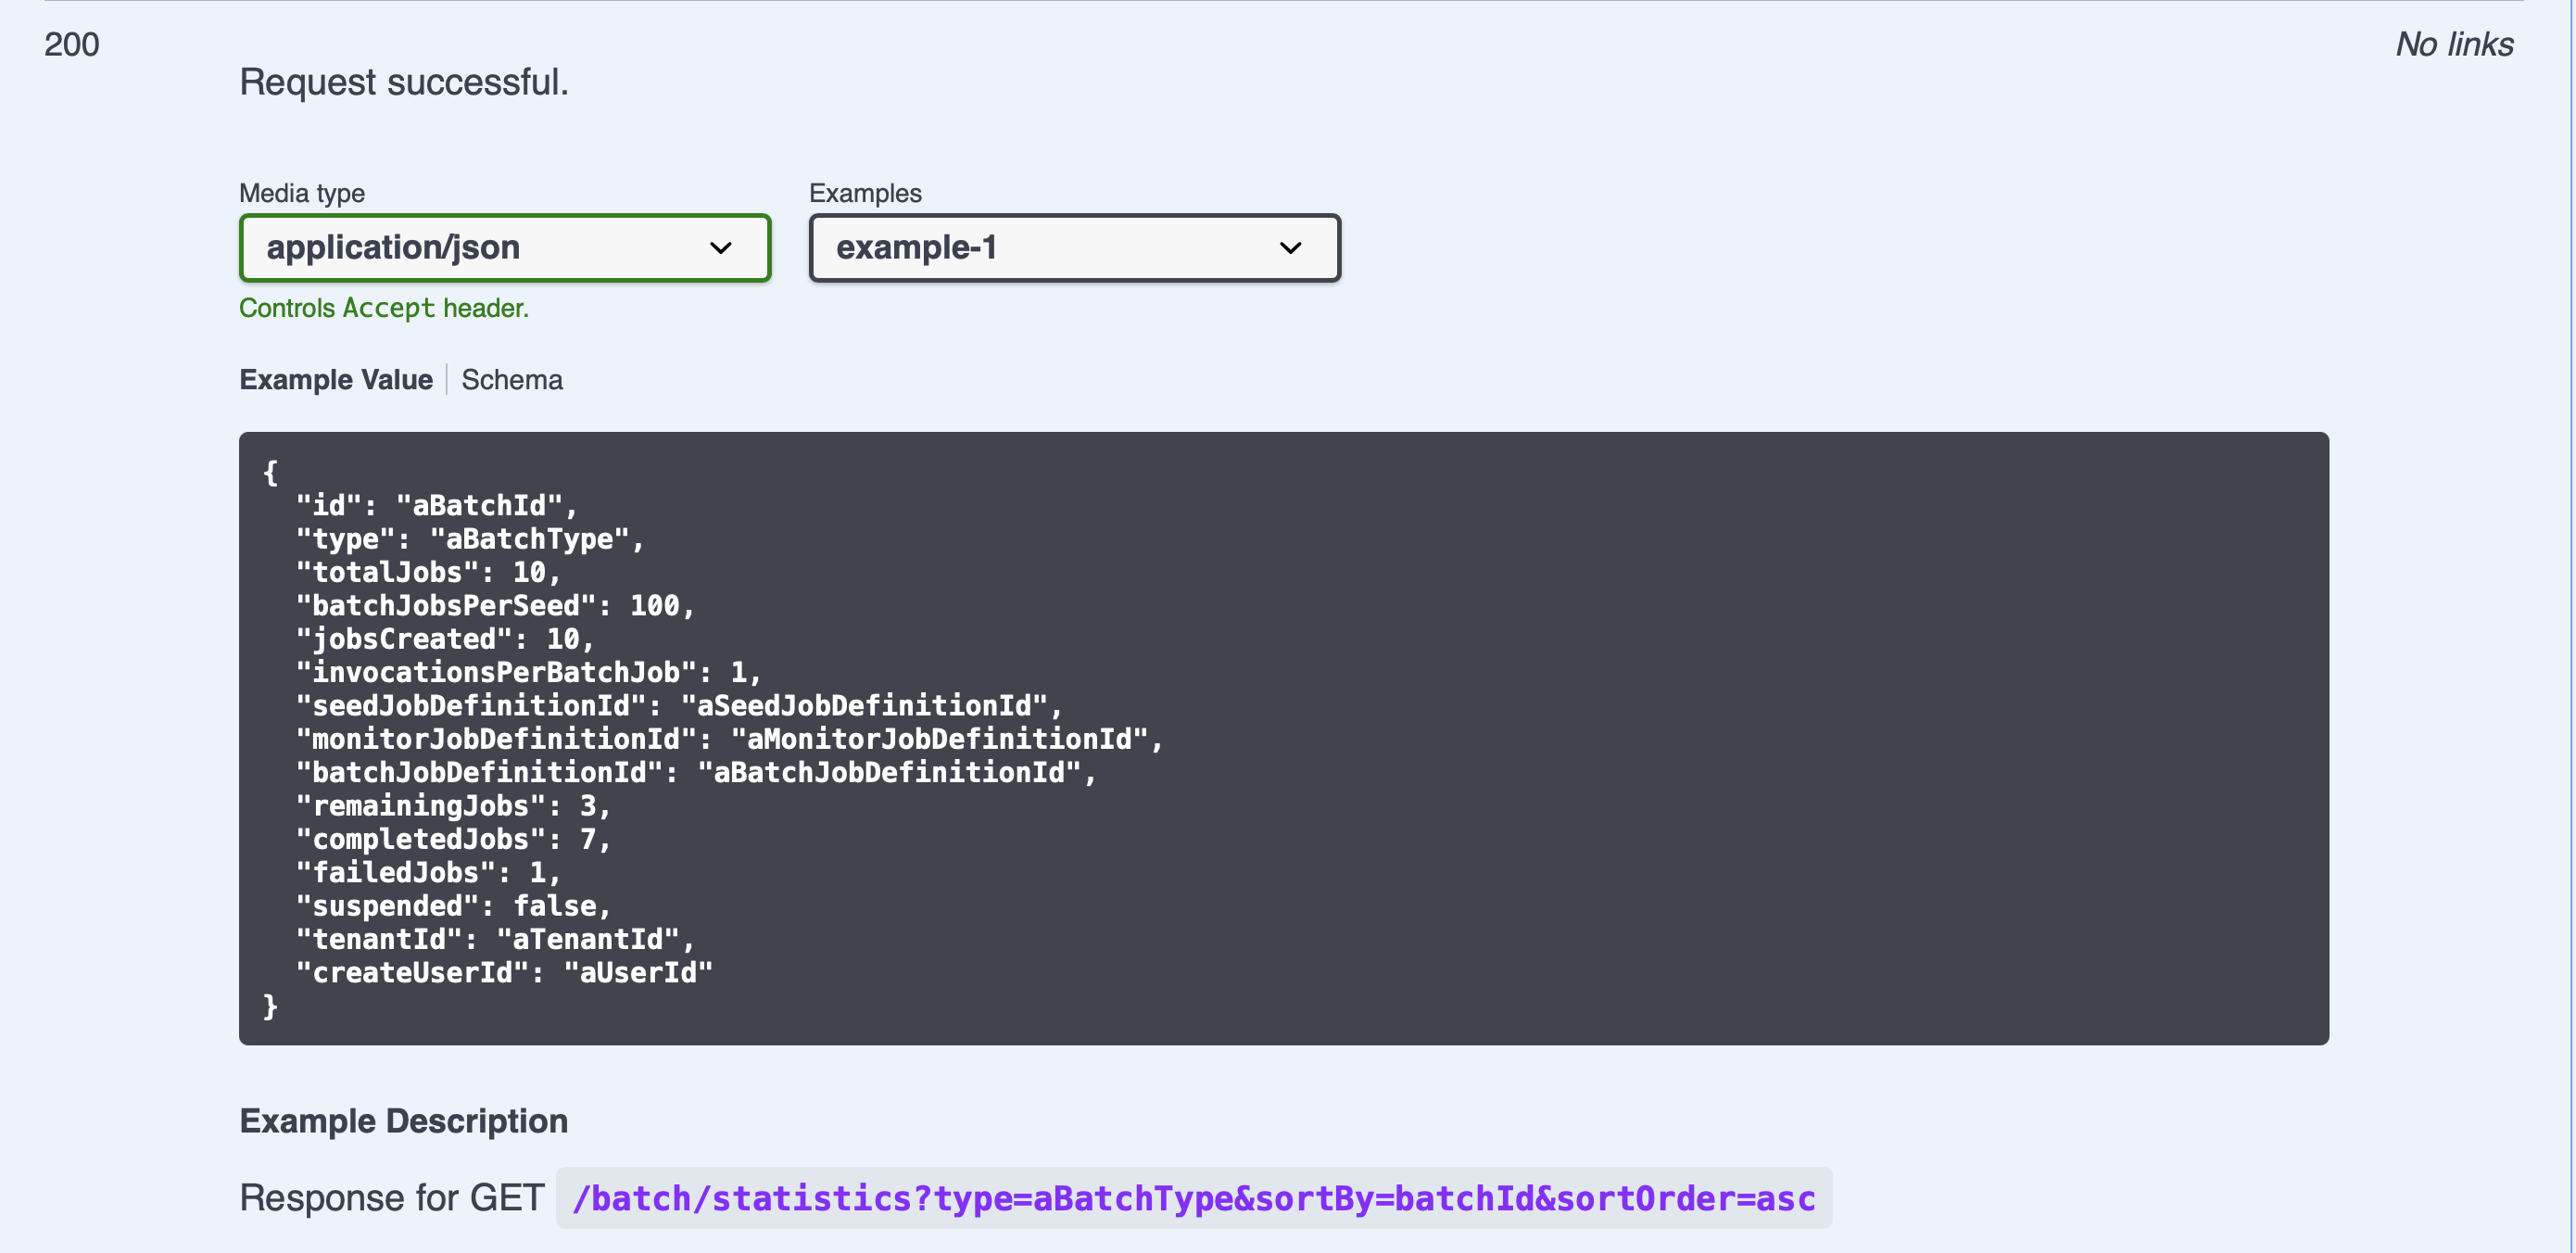 200
No links
Request successful.
Media type
Examples
application/json
example-1
Controls Accept header.
Example Value
Schema
{
  "id": "aBatchId",
  "type": "aBatchType",
  "totalJobs": 10,
  "batchJobsPerSeed": 100,
  "jobsCreated": 10,
  "invocationsPerBatchJob": 1,
  "seedJobDefinitionId": "aSeedJobDefinitionId",
  "monitorJobDefinitionId": "aMonitorJobDefinitionId",
  "batchJobDefinitionId": "aBatchJobDefinitionId",
  "remainingJobs": 3,
  "completedJobs": 7,
  "failedJobs": 1,
  "suspended": false,
  "tenantId": "aTenantId",
  "createUserId": "aUserId"
}
Example Description
Response for GET /batch/statistics?type=aBatchType&sortBy=batchId&sortOrder=asc